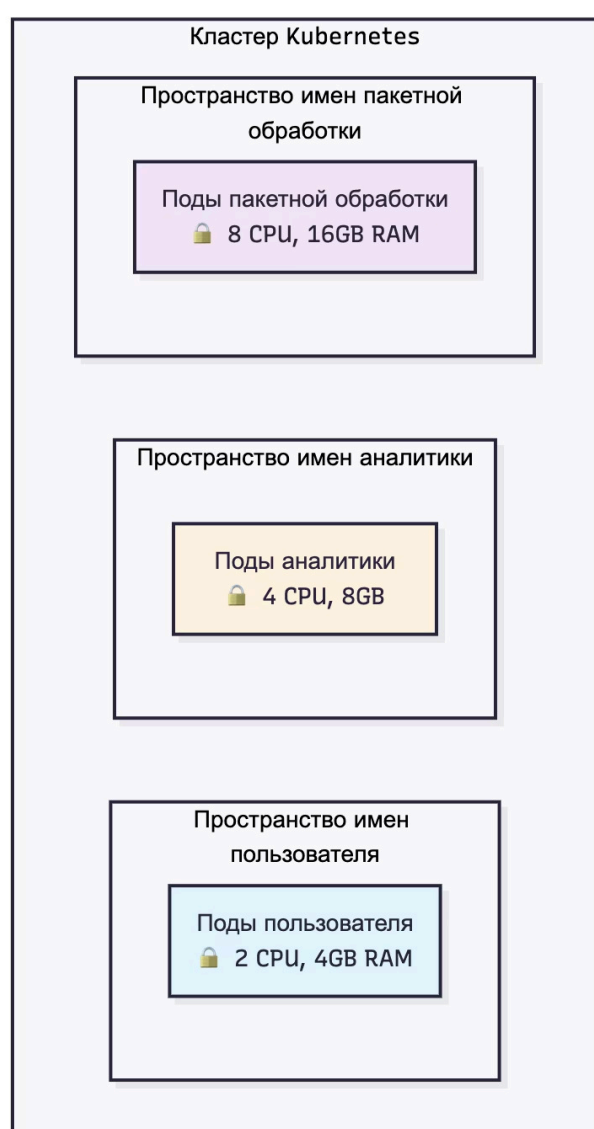 Кластер Kubernetes
Пространство имен пакетной
обработки
Поды пакетной обработки
🔒 8 CPU, 16GB RAM
Пространство имен аналитики
Поды аналитики
🔒 4 CPU, 8GB
Пространство имен
пользователя
Поды пользователя
🔒 2 CPU, 4GB RAM